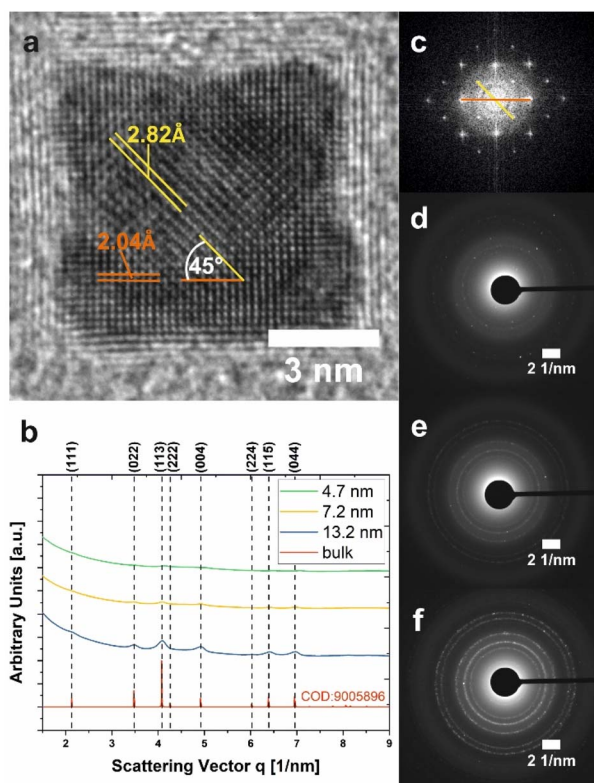 a
2.82Å
2.04Å
45°
3 nm
c
d
2 1/nm
e
2 1/nm
f
2 1/nm
b
(111)
(022)
(113)
(222)
(004)
(224)
(115)
(044)
4.7 nm
7.2 nm
13.2 nm
bulk
COD:9005896
Arbitrary Units [a.u.]
2 3 4 5 6 7 8 9
Scattering Vector q [1/nm]